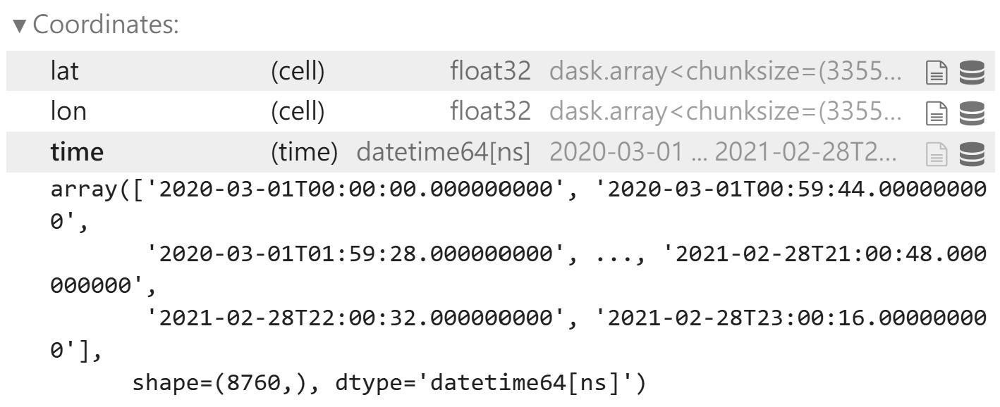 ▼ Coordinates:
lat (cell) float32 dask.array<chunksize=(3355...
lon (cell) float32 dask.array<chunksize=(3355...
time (time) datetime64[ns] 2020-03-01 ... 2021-02-28T2...
array(['2020-03-01T00:00:00.000000000', '2020-03-01T00:59:44.00000000
0',
'2020-03-01T01:59:28.000000000', ..., '2021-02-28T21:00:48.000
000000',
'2021-02-28T22:00:32.000000000', '2021-02-28T23:00:16.00000000
0'],
shape=(8760,), dtype='datetime64[ns]')